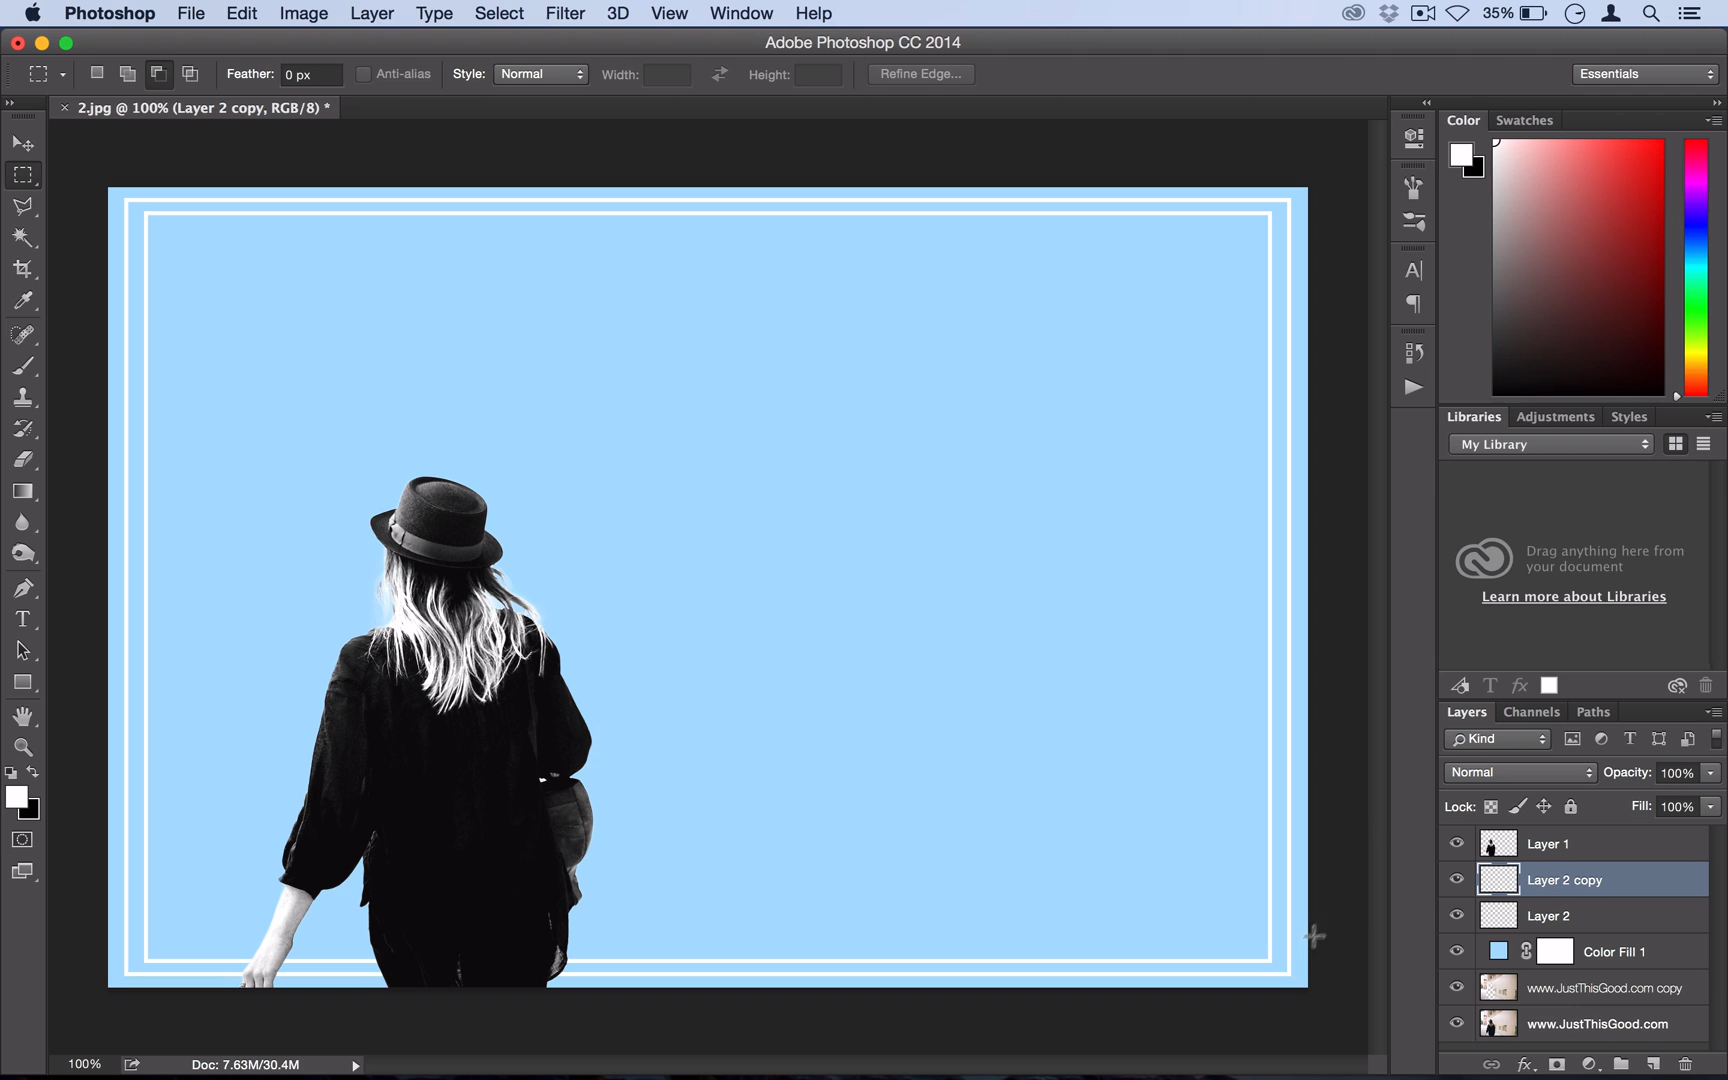 Photoshop File Edit Image Layer Type Select Filter 3D View Window Help 35%
Adobe Photoshop CC 2014
Feather: 0 px Anti-alias Style: Normal Width: Height: Refine Edge... Essentials
2.jpg @ 100% (Layer 2 copy, RGB/8) *
Color Swatches
Libraries Adjustments Styles
My Library
Drag anything here from
your document
Learn more about Libraries
Layers Channels Paths
Kind
Normal Opacity: 100%
Lock: Fill: 100%
Layer 1
Layer 2 copy
Layer 2
Color Fill 1
www.JustThisGood.com copy
www.JustThisGood.com
100% Doc: 7.63M/30.4M